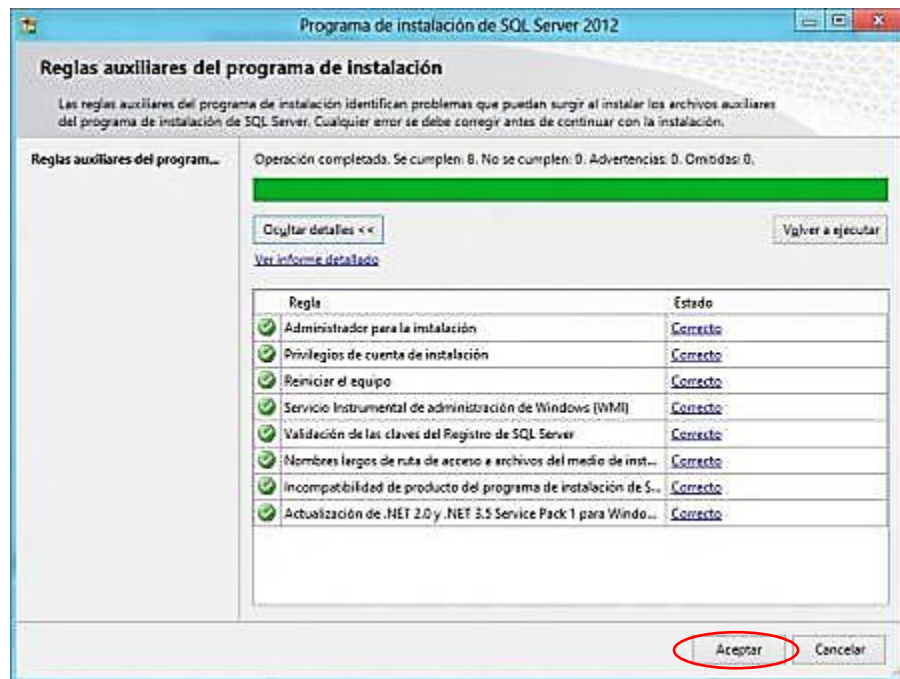 Programa de instalación de SQL Server 2012
Reglas auxiliares del programa de instalación
Las reglas auxiliares del programa de instalación identifican problemas que puedan surgir al instalar los archivos auxiliares
del programa de instalación de SQL Server. Cualquier error se debe corregir antes de continuar con la instalación.
Reglas auxiliares del program...
Operación completada. Se cumplen: 8. No se cumplen: 0. Advertencias: 0. Omitidas: 0.
Ocultar detalles <<
Volver a ejecutar
Ver informe detallado
Regla Estado
Administrador para la instalación Correcto
Privilegios de cuenta de instalación Correcto
Reiniciar el equipo Correcto
Servicio Instrumental de administración de Windows (WMI) Correcto
Validación de las claves del Registro de SQL Server Correcto
Nombres largos de ruta de acceso a archivos del medio de inst... Correcto
Incompatibilidad de producto del programa de instalación de S... Correcto
Actualización de .NET 2.0 y .NET 3.5 Service Pack 1 para Windo... Correcto
Aceptar
Cancelar